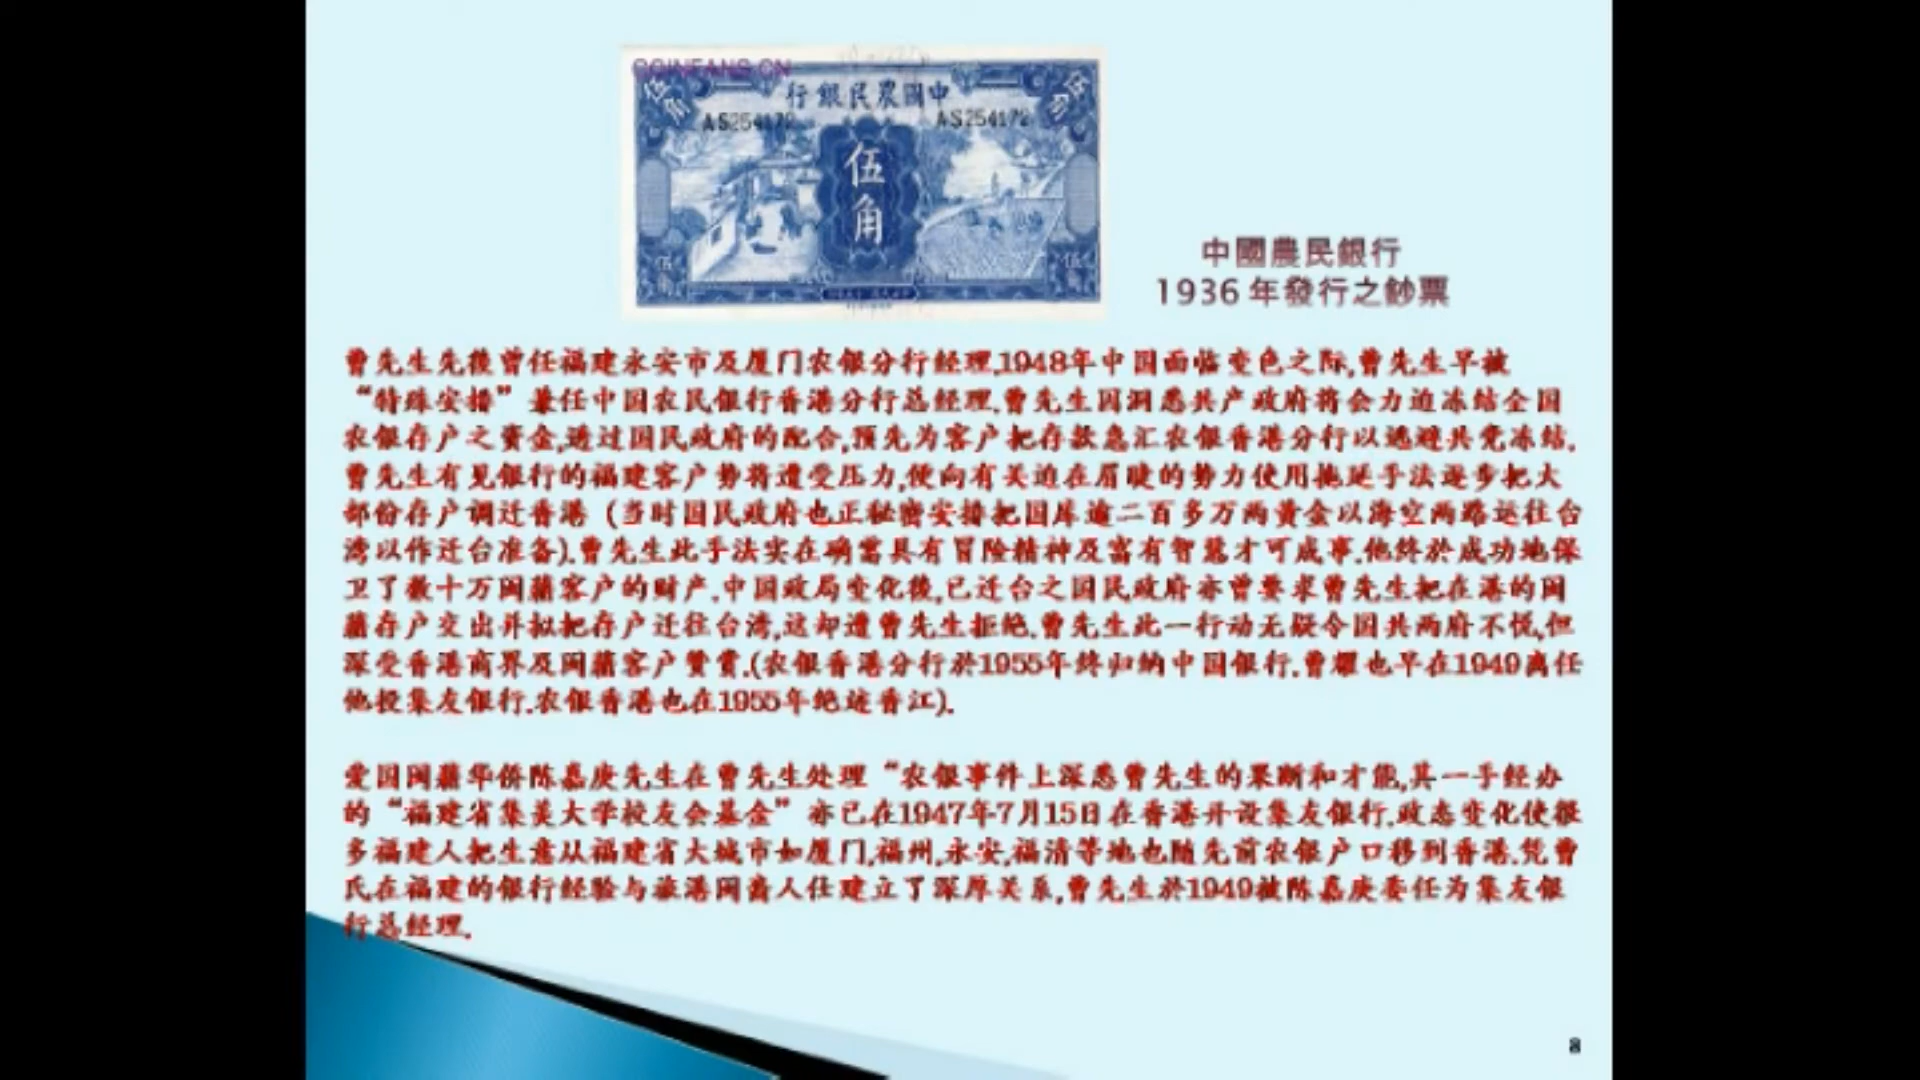 COINFANS.CN
行銀民農國中
AS254172 AS254172
伍角
中國農民銀行
1936年發行之鈔票
曹先生先後曾任福建永安市及厦门农银分行经理,1948年中国面临变色之际,曹先生早被
“特殊安排”兼任中国农民银行香港分行总经理.曹先生因洞悉共产政府将会力迫冻结全国
农银存户之资金,透过国民政府的配合,预先为客户把存款急汇农银香港分行以逃避共党冻结.
曹先生有见银行的福建客户势将遭受压力,便向有关迫在眉睫的势力使用拖延手法逐步把大
部份存户调迁香港(当时国民政府也正秘密安排把国库逾二百多万两黄金以海空两路运往台
湾以作迁台准备).曹先生此手法实在确需具有冒险精神及富有智慧才可成事.他终於成功地保
卫了数十万闽籍客户的财产.中国政局变化後,已迁台之国民政府亦曾要求曹先生把在港的闽
籍存户交出并拟把存户迁往台湾,这却遭曹先生拒绝.曹先生此一行动无疑令国共两府不悦,但
深受香港商界及闽籍客户赞赏.(农银香港分行於1955年终归纳中国银行.曹耀也早在1949离任
他投集友银行.农银香港也在1955年绝迹香江).
爱国闽籍华侨陈嘉庚先生在曹先生处理“农银事件上深悉曹先生的果断和才能,其一手经办
的“福建省集美大学校友会基金”亦已在1947年7月15日在香港开设集友银行.政态变化使很
多福建人把生意从福建省大城市如厦门,福州,永安,福清等地也随先前农银户口移到香港.凭曹
氏在福建的银行经验与旅港闽裔人仕建立了深厚关系,曹先生於1949被陈嘉庚委任为集友银
行总经理.
8